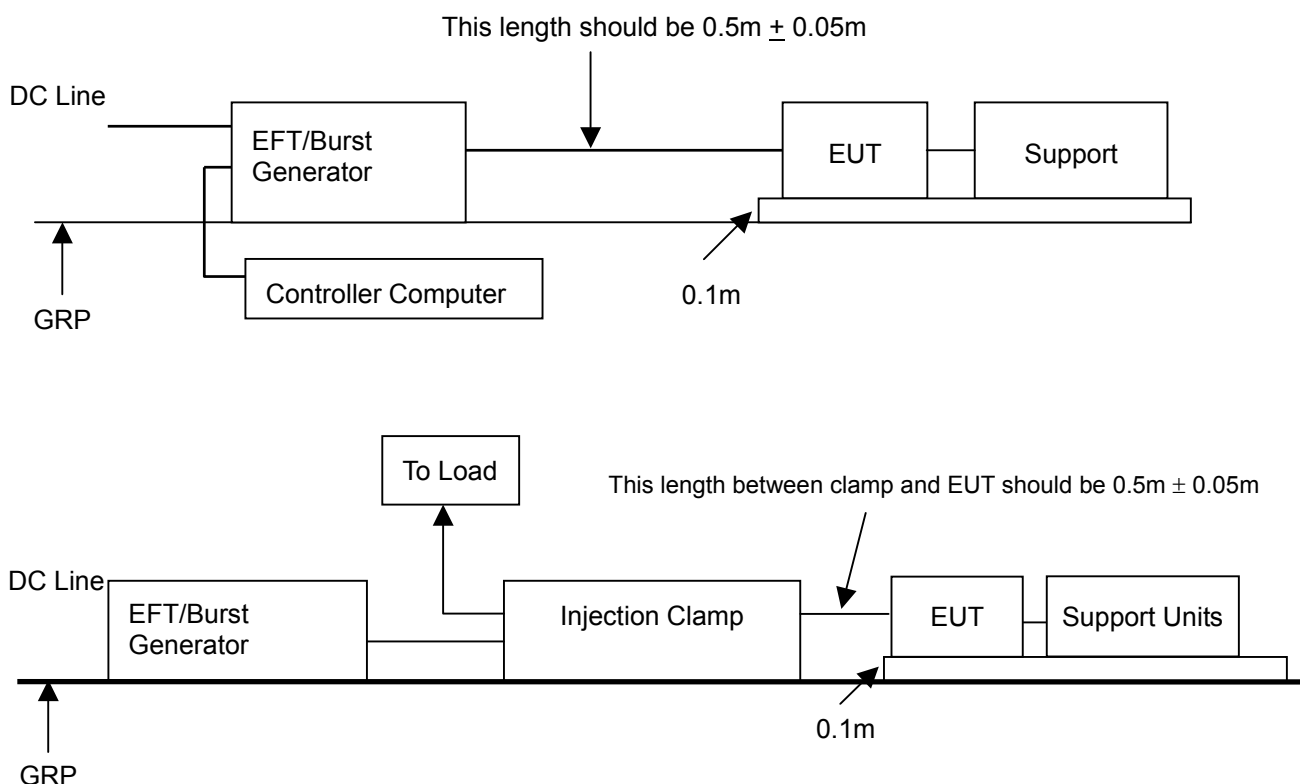 This length should be 0.5m ± 0.05m
DC Line
EFT/Burst
Generator
EUT
Support
Controller Computer
0.1m
GRP
To Load
This length between clamp and EUT should be 0.5m ± 0.05m
DC Line
EFT/Burst
Generator
Injection Clamp
EUT
Support Units
0.1m
GRP